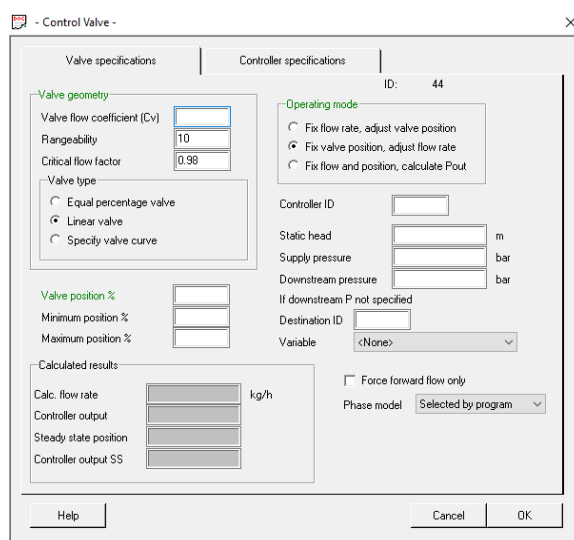 - Control Valve -
Valve specifications
Controller specifications
ID: 44
Valve geometry
Valve flow coefficient (Cv)
Rangeability 10
Critical flow factor 0.98
Valve type
Equal percentage valve
Linear valve
Specify valve curve
Operating mode
Fix flow rate, adjust valve position
Fix valve position, adjust flow rate
Fix flow and position, calculate Pout
Controller ID
Static head m
Supply pressure bar
Downstream pressure bar
If downstream P not specified
Destination ID
Variable <None>
Valve position %
Minimum position %
Maximum position %
Calculated results
Calc. flow rate kg/h
Controller output
Steady state position
Controller output SS
Force forward flow only
Phase model Selected by program
Help
Cancel
OK